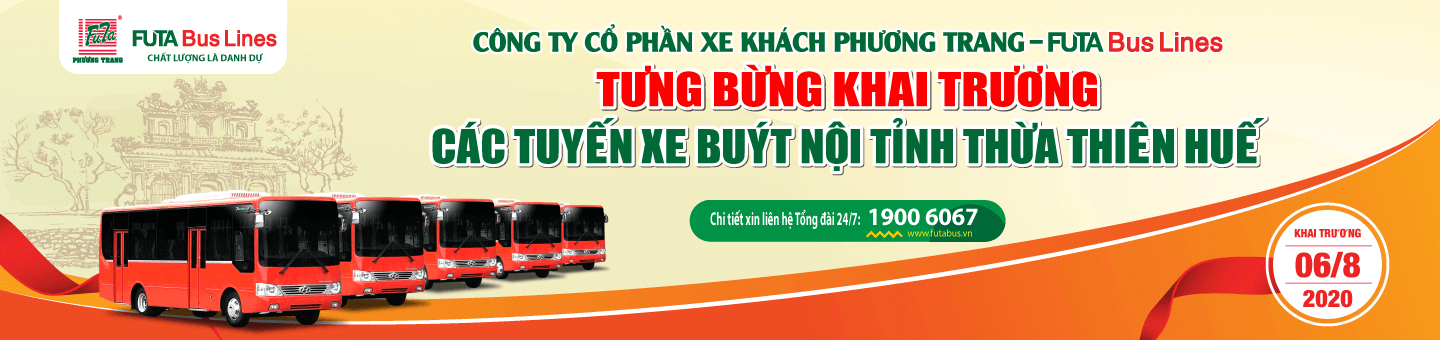 FuTa
PHƯƠNG TRANG
FUTA Bus Lines
CHẤT LƯỢNG LÀ DANH DỰ
CÔNG TY CỔ PHẦN XE KHÁCH PHƯƠNG TRANG – FUTA Bus Lines
TƯNG BỪNG KHAI TRƯƠNG
CÁC TUYẾN XE BUÝT NỘI TỈNH THỪA THIÊN HUẾ
Chi tiết xin liên hệ Tổng đài 24/7: 1900 6067
www.futabus.vn
KHAI TRƯƠNG
06/8
2020